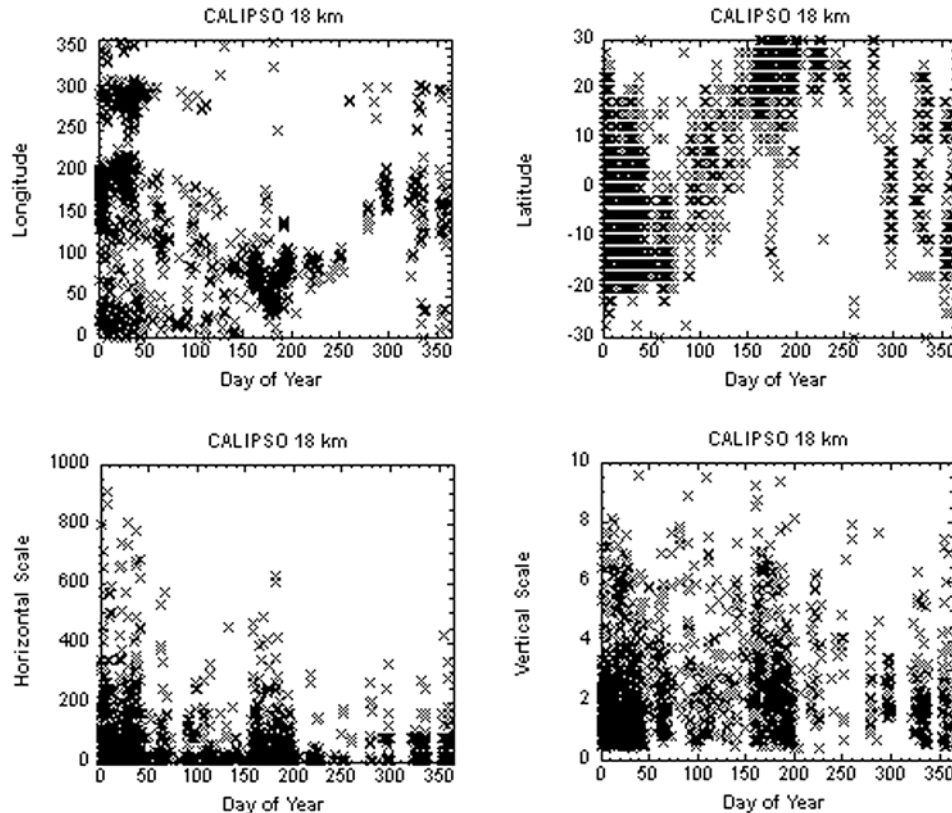 CALIPSO 18 km
350
300
250
200
150
100
50
0
Longitude
0 50 100 150 200 250 300 350
Day of Year
CALIPSO 18 km
30
20
10
0
-10
-20
-30
Latitude
0 50 100 150 200 250 300 350
Day of Year
CALIPSO 18 km
1000
800
600
400
200
0
Horizontal Scale
0 50 100 150 200 250 300 350
Day of Year
CALIPSO 18 km
10
8
6
4
2
0
Vertical Scale
0 50 100 150 200 250 300 350
Day of Year